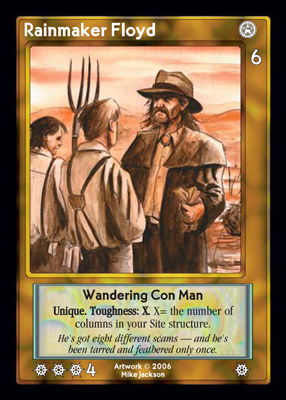 Rainmaker Floyd
6
Wandering Con Man
Unique. Toughness: X. X= the number
of columns in your Site structure.
He's got eight different scams — and he's
been tarred and feathered only once.
4
Artwork © 2006
Mike Jackson